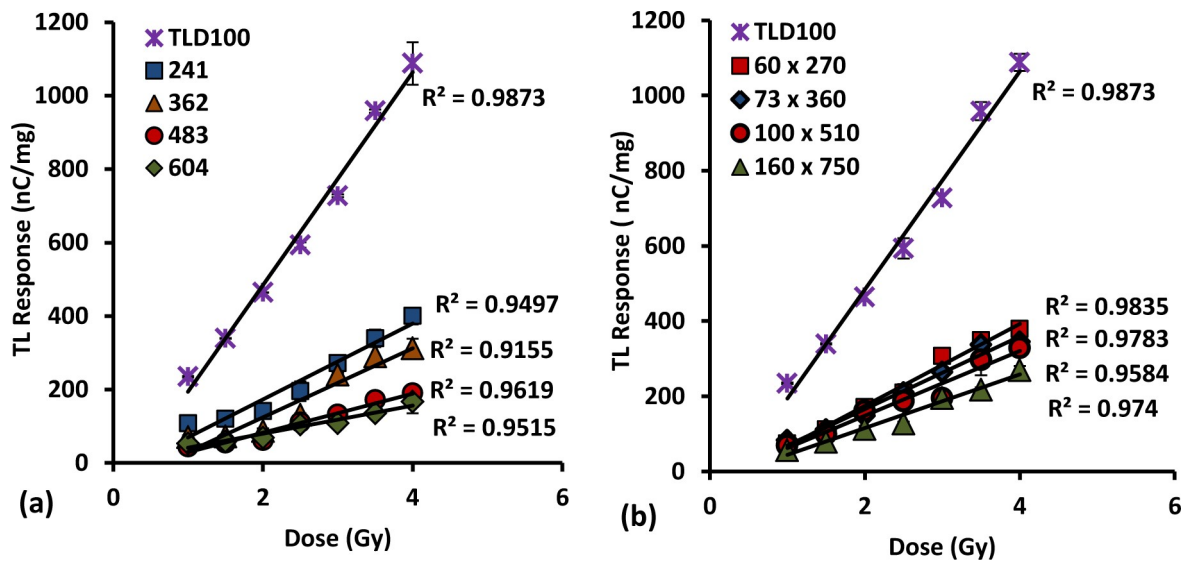 1200
1000
800
600
400
200
0
TL Response (nC/mg)
TLD100
241
362
483
604
R² = 0.9873
R² = 0.9497
R² = 0.9155
R² = 0.9619
R² = 0.9515
0 2 4 6
Dose (Gy)
(a)
1200
1000
800
600
400
200
0
TL Response ( nC/mg)
TLD100
60 x 270
73 x 360
100 x 510
160 x 750
R² = 0.9873
R² = 0.9835
R² = 0.9783
R² = 0.9584
R² = 0.974
0 2 4 6
Dose (Gy)
(b)